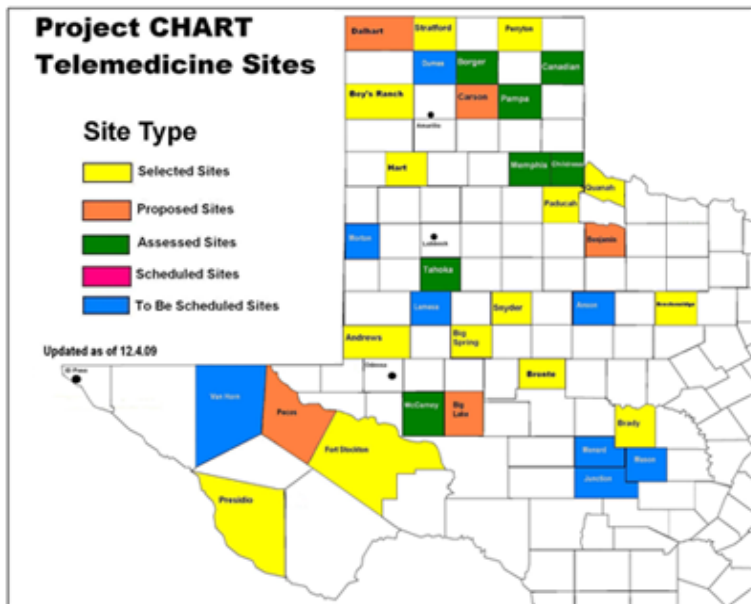 Project CHART
Telemedicine Sites
Site Type
Selected Sites
Proposed Sites
Assessed Sites
Scheduled Sites
To Be Scheduled Sites
Updated as of 12.4.09
Dalhart
Stratford
Perryton
Dumas
Borger
Canadian
Boy's Ranch
Carson
Pampa
Amarillo
Hart
Memphis
Childress
Quanah
Paducah
Morton
Lubbock
Benjamin
Tahoka
Lamesa
Snyder
Anson
Breckenridge
Andrews
Big
Spring
El Paso
Odessa
Bronte
Van Horn
Pecos
McCamey
Big
Lake
Fort Stockton
Brady
Menard
Mason
Junction
Presidio